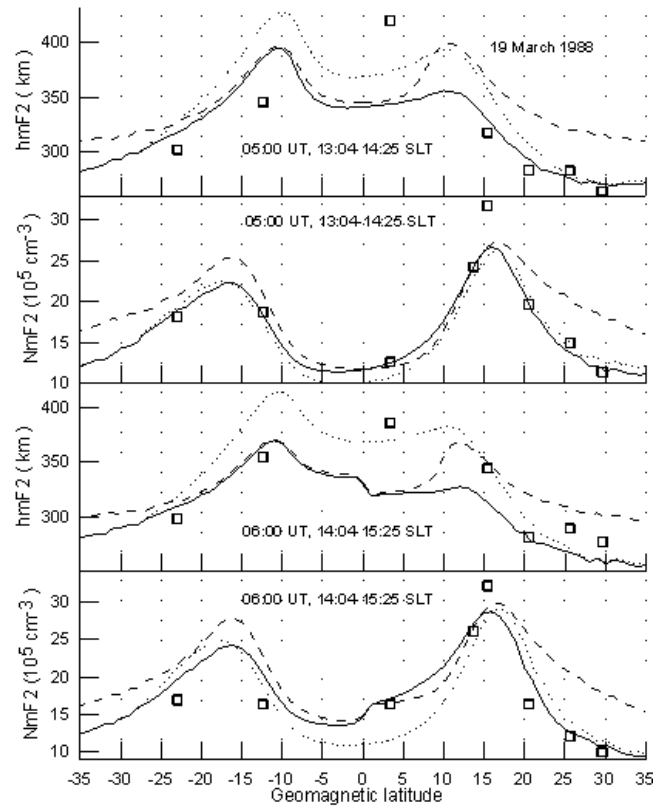 400
350
300
hmF2 ( km)
19 March 1988
05:00 UT, 13:04-14:25 SLT
30
25
20
15
10
NmF2 (10⁵ cm⁻³)
05:00 UT, 13:04-14:25 SLT
400
350
300
hmF2 ( km)
06:00 UT, 14:04-15:25 SLT
30
25
20
15
10
NmF2 (10⁵ cm⁻³)
06:00 UT, 14:04-15:25 SLT
-35 -30 -25 -20 -15 -10 -5 0 5 10 15 20 25 30 35
Geomagnetic latitude